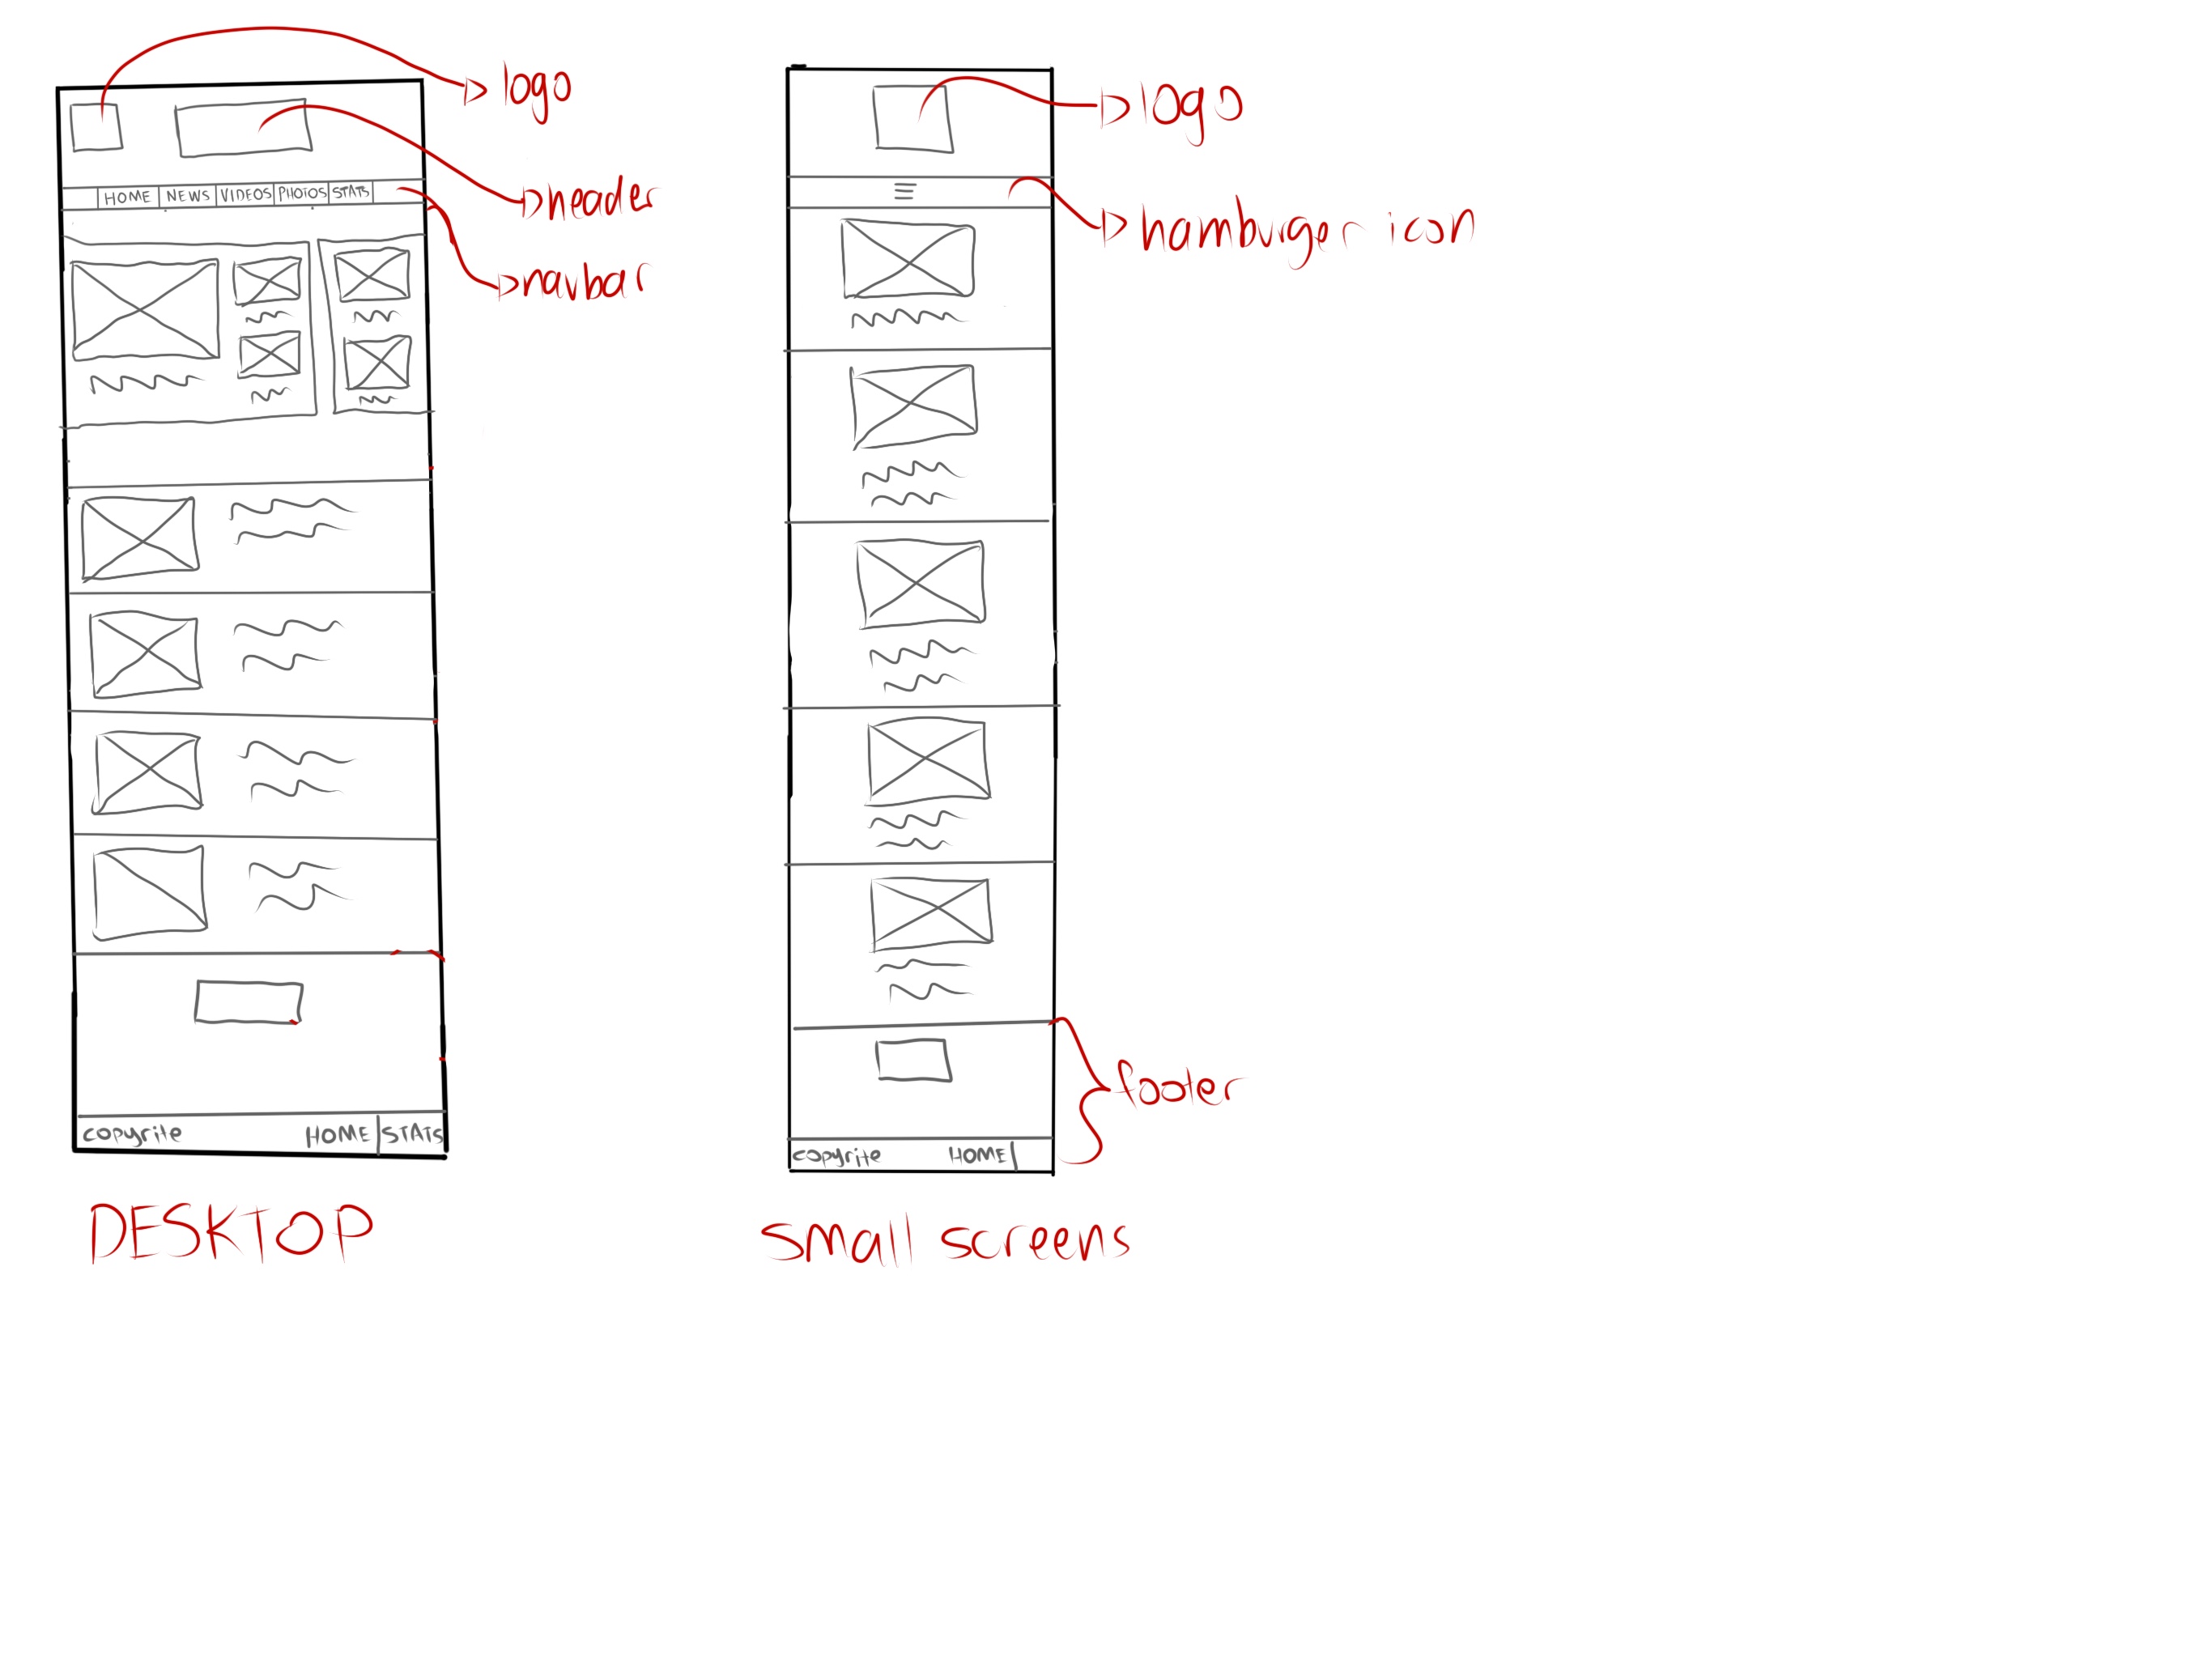 logo
header
HOME NEWS VIDEOS PHOTOS STATS
navbar
copyrite HOME STATS
DESKTOP
logo
hamburger icon
footer
copyrite HOME
small screens